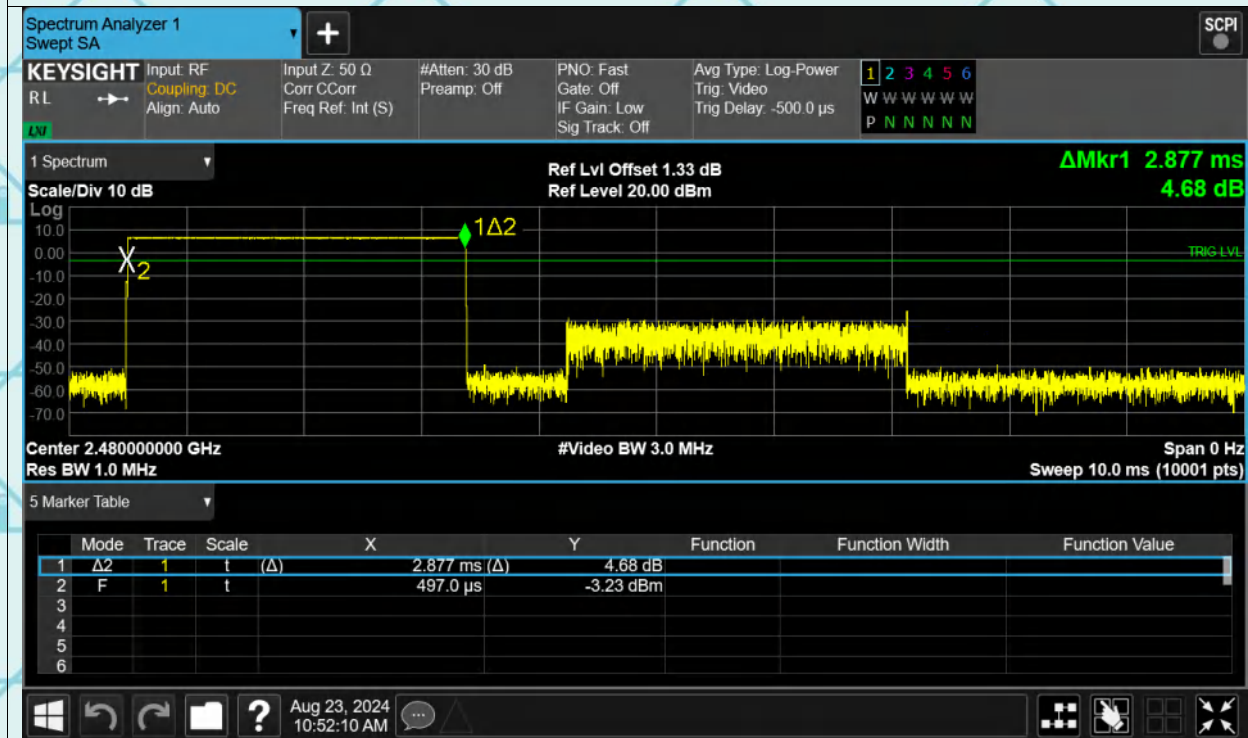 Spectrum Analyzer 1
Swept SA
+
SCPI
KEYSIGHT
R L
LXI
Input: RF
Coupling: DC
Align: Auto
Input Z: 50 Ω
Corr CCorr
Freq Ref: Int (S)
#Atten: 30 dB
Preamp: Off
PNO: Fast
Gate: Off
IF Gain: Low
Sig Track: Off
Avg Type: Log-Power
Trig: Video
Trig Delay: -500.0 µs
1 2 3 4 5 6
W W W W W W
P N N N N N
1 Spectrum
Scale/Div 10 dB
Ref Lvl Offset 1.33 dB
Ref Level 20.00 dBm
ΔMkr1 2.877 ms
4.68 dB
Log
10.0
0.00
-10.0
-20.0
-30.0
-40.0
-50.0
-60.0
-70.0
1Δ2
2
TRIG LVL
Center 2.480000000 GHz
Res BW 1.0 MHz
#Video BW 3.0 MHz
Span 0 Hz
Sweep 10.0 ms (10001 pts)
5 Marker Table
Mode Trace Scale X Y Function Function Width Function Value
1 Δ2 1 t (Δ) 2.877 ms (Δ) 4.68 dB
2 F 1 t 497.0 µs -3.23 dBm
3
4
5
6
?
Aug 23, 2024
10:52:10 AM